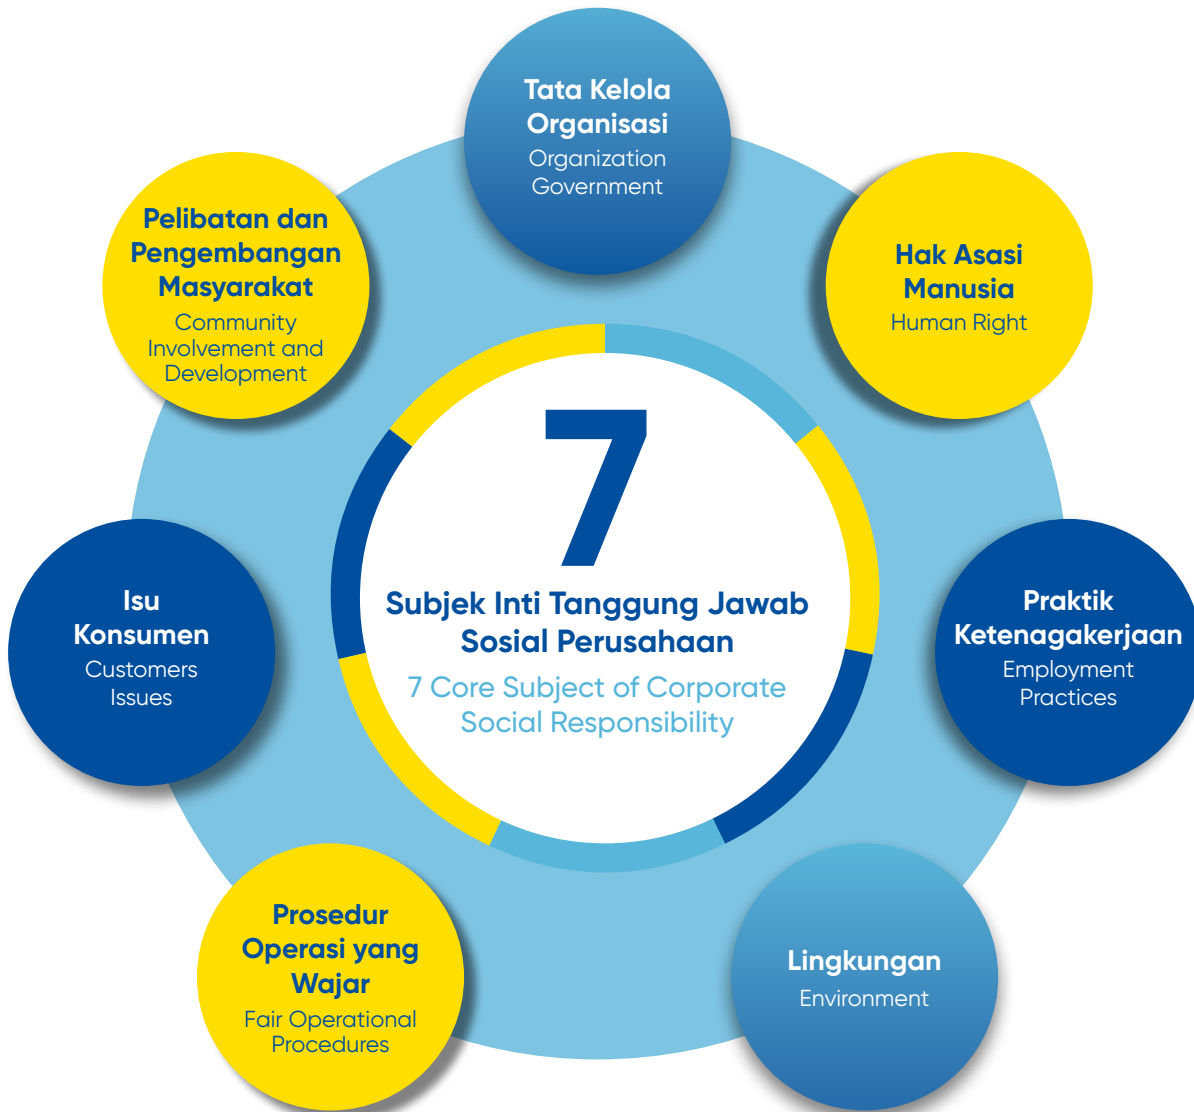 Tata Kelola
Organisasi
Organization
Government
Hak Asasi
Manusia
Human Right
Praktik
Ketenagakerjaan
Employment
Practices
Lingkungan
Environment
Prosedur
Operasi yang
Wajar
Fair Operational
Procedures
Isu
Konsumen
Customers
Issues
Pelibatan dan
Pengembangan
Masyarakat
Community
Involvement and
Development
7
Subjek Inti Tanggung Jawab
Sosial Perusahaan
7 Core Subject of Corporate
Social Responsibility